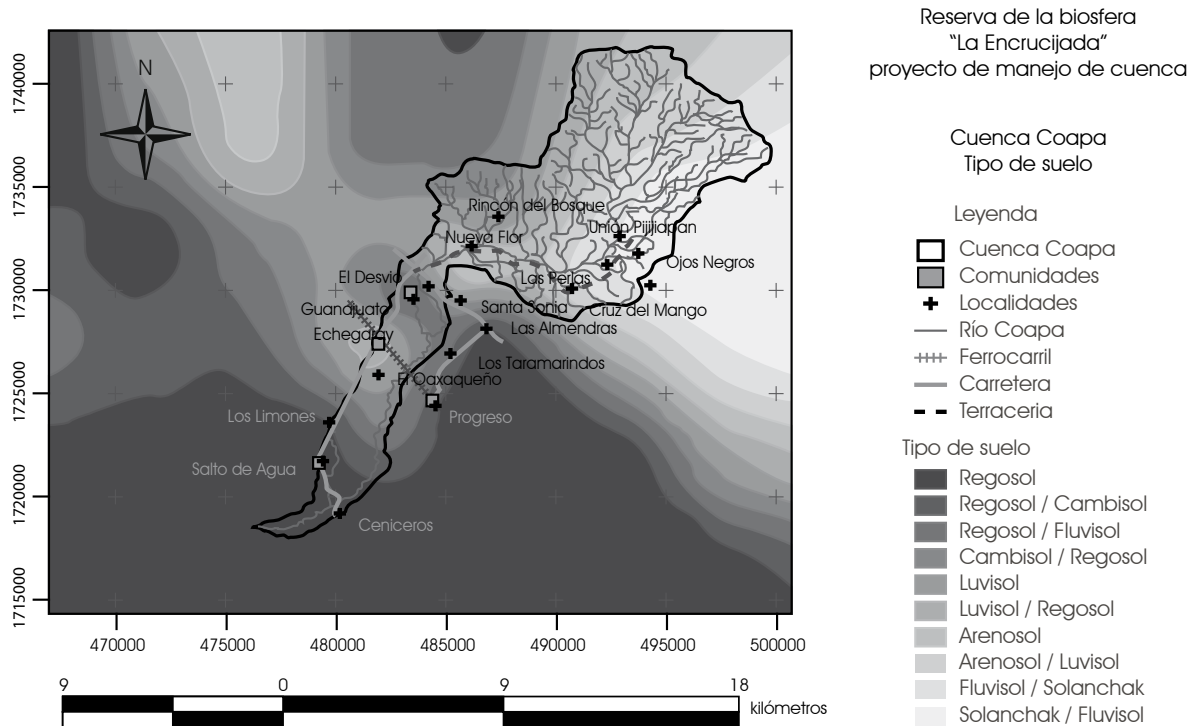 Reserva de la biosfera
“La Encrucijada”
proyecto de manejo de cuenca
Cuenca Coapa
Tipo de suelo
Leyenda
Cuenca Coapa
Comunidades
Localidades
Río Coapa
Ferrocarril
Carretera
Terraceria
Tipo de suelo
Regosol
Regosol / Cambisol
Regosol / Fluvisol
Cambisol / Regosol
Luvisol
Luvisol / Regosol
Arenosol
Arenosol / Luvisol
Fluvisol / Solanchak
Solanchak / Fluvisol
N
1740000
1735000
1730000
1725000
1720000
1715000
Rincón del Bosque
Unión Pijijiapan
Nueva Flor
Ojos Negros
El Desvio
Las Perlas
Guanajuato
Santa Sonia
Cruz del Mango
Echegaray
Las Almendras
Los Taramarindos
El Oaxaqueño
Los Limones
Progreso
Salto de Agua
Ceniceros
470000
475000
480000
485000
490000
495000
500000
9
0
9
18
kilómetros